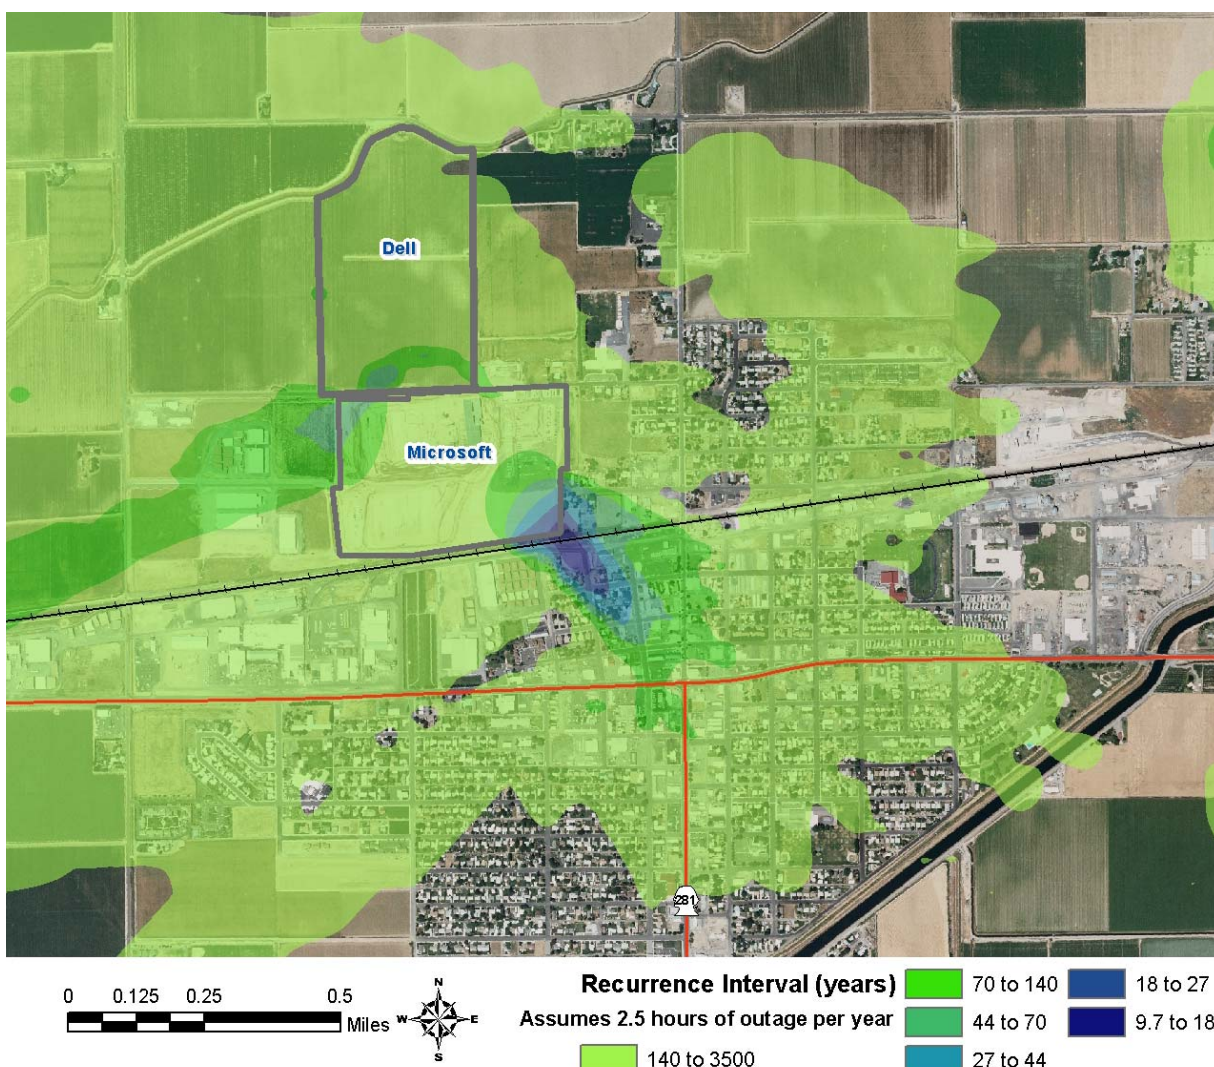 Dell
Microsoft
281
0 0.125 0.25 0.5
Miles
N
W E
S
Recurrence Interval (years)
Assumes 2.5 hours of outage per year
140 to 3500
70 to 140
44 to 70
27 to 44
18 to 27
9.7 to 18